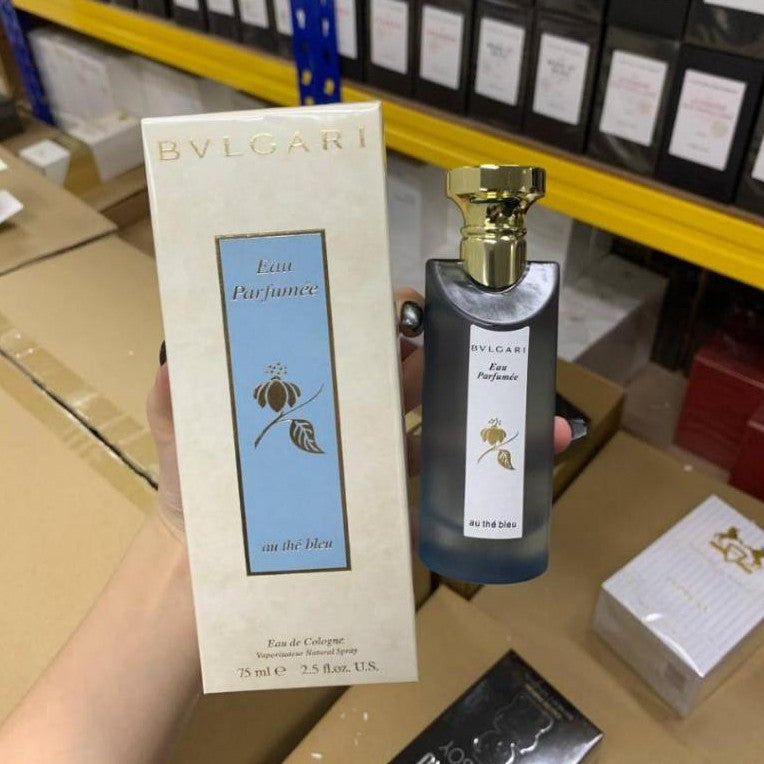 BVLGARI
Eau
Parfumée
au thé bleu
Eau de Cologne
Vaporisateur Natural Spray
75 ml e 2.5 fl.oz. U.S.
BVLGARI
Eau
Parfumée
au thé bleu